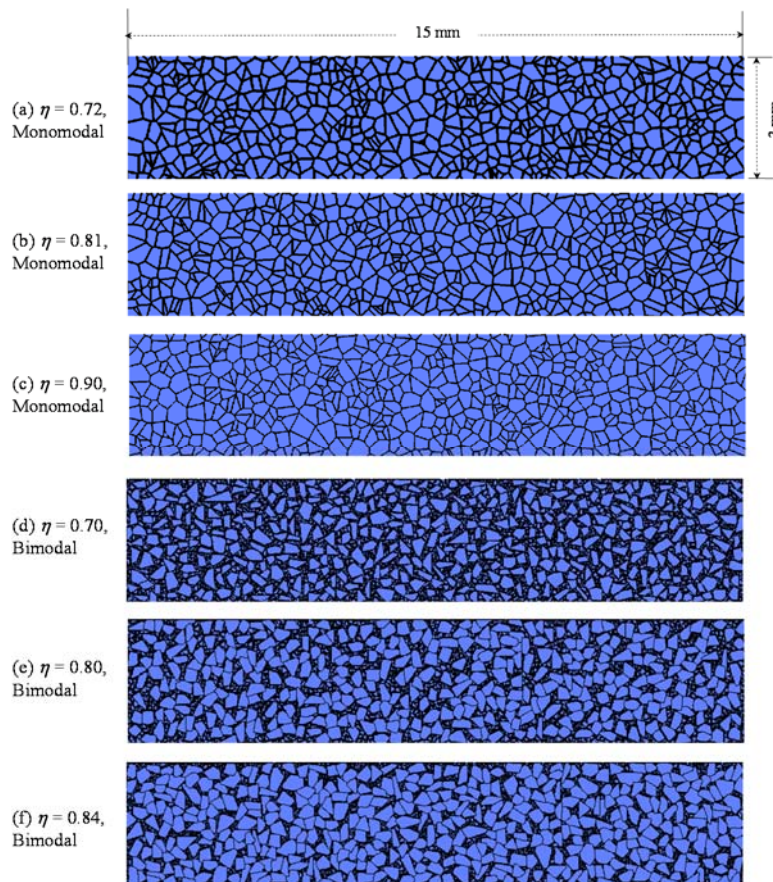 15 mm
(a) η = 0.72,
Monomodal
(b) η = 0.81,
Monomodal
(c) η = 0.90,
Monomodal
(d) η = 0.70,
Bimodal
(e) η = 0.80,
Bimodal
(f) η = 0.84,
Bimodal